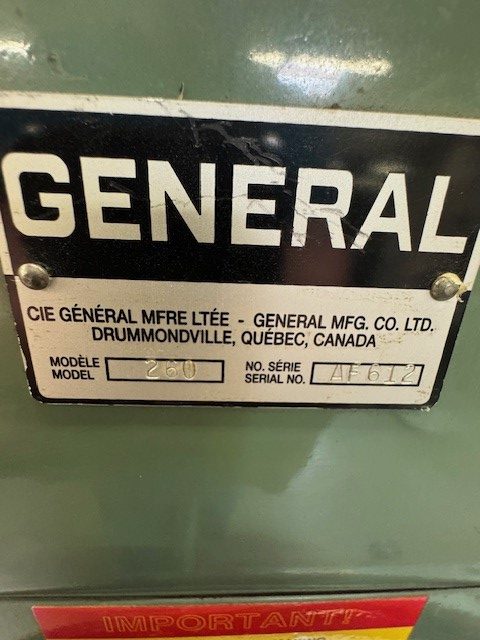 GENERAL
CIE GÉNÉRAL MFRE LTÉE - GENERAL MFG. CO. LTD.
DRUMMONDVILLE, QUÉBEC, CANADA
MODÈLE 260 NO. SÉRIE AF612
MODEL SERIAL NO.
IMPORTANT!